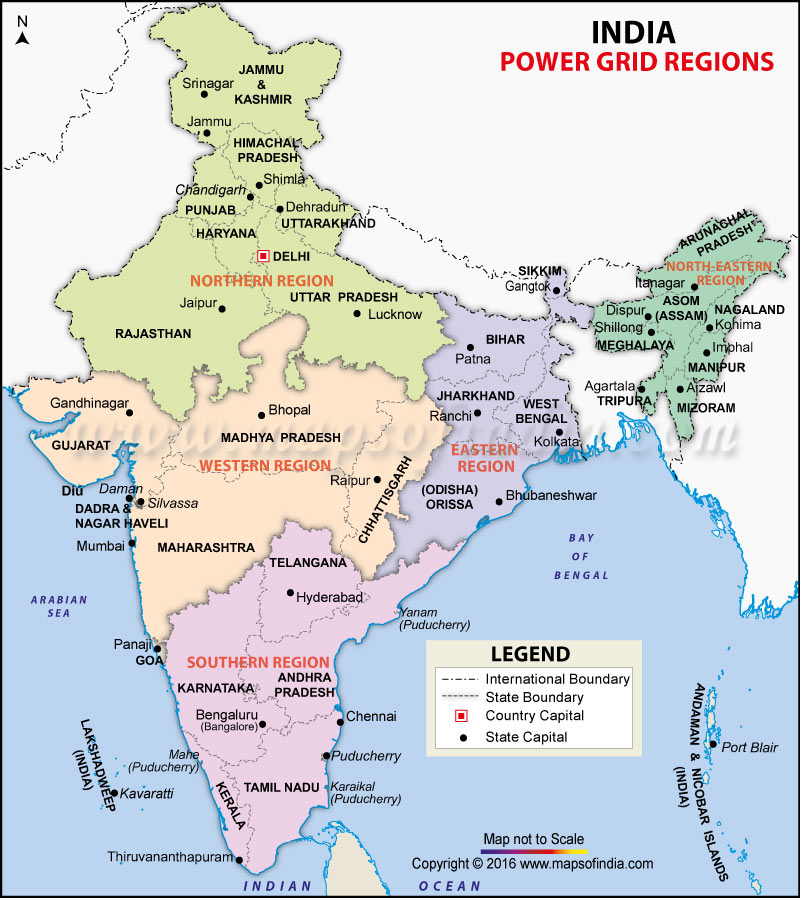 N
INDIA
POWER GRID REGIONS
JAMMU
&
KASHMIR
Srinagar
Jammu
HIMACHAL
PRADESH
Shimla
Chandigarh
PUNJAB
Dehradun
UTTARAKHAND
HARYANA
DELHI
NORTHERN REGION
UTTAR PRADESH
Jaipur
Lucknow
RAJASTHAN
SIKKIM
Gangtok
ARUNACHAL
PRADESH
NORTH-EASTERN
REGION
Itanagar
ASOM
(ASSAM)
NAGALAND
Dispur
Kohima
Shillong
MEGHALAYA
Imphal
MANIPUR
Agartala
TRIPURA
Aizawl
MIZORAM
BIHAR
Patna
JHARKHAND
Ranchi
WEST
BENGAL
Kolkata
EASTERN
REGION
(ODISHA)
ORISSA
Bhubaneshwar
Gandhinagar
GUJARAT
Bhopal
MADHYA PRADESH
WESTERN REGION
Raipur
CHHATTISGARH
Diu
Daman
Silvassa
DADRA &
NAGAR HAVELI
Mumbai
MAHARASHTRA
TELANGANA
Hyderabad
Yanam
(Puducherry)
BAY
OF
BENGAL
ARABIAN
SEA
Panaji
GOA
SOUTHERN REGION
KARNATAKA
ANDHRA
PRADESH
Bengaluru
(Bangalore)
Chennai
Mahe
(Puducherry)
Puducherry
TAMIL NADU
Karaikal
(Puducherry)
KERALA
LAKSHADWEEP
(INDIA)
Kavaratti
Thiruvananthapuram
LEGEND
International Boundary
State Boundary
Country Capital
State Capital
ANDAMAN & NICOBAR ISLANDS
(INDIA)
Port Blair
Map not to Scale
Copyright © 2016 www.mapsofindia.com
INDIAN OCEAN